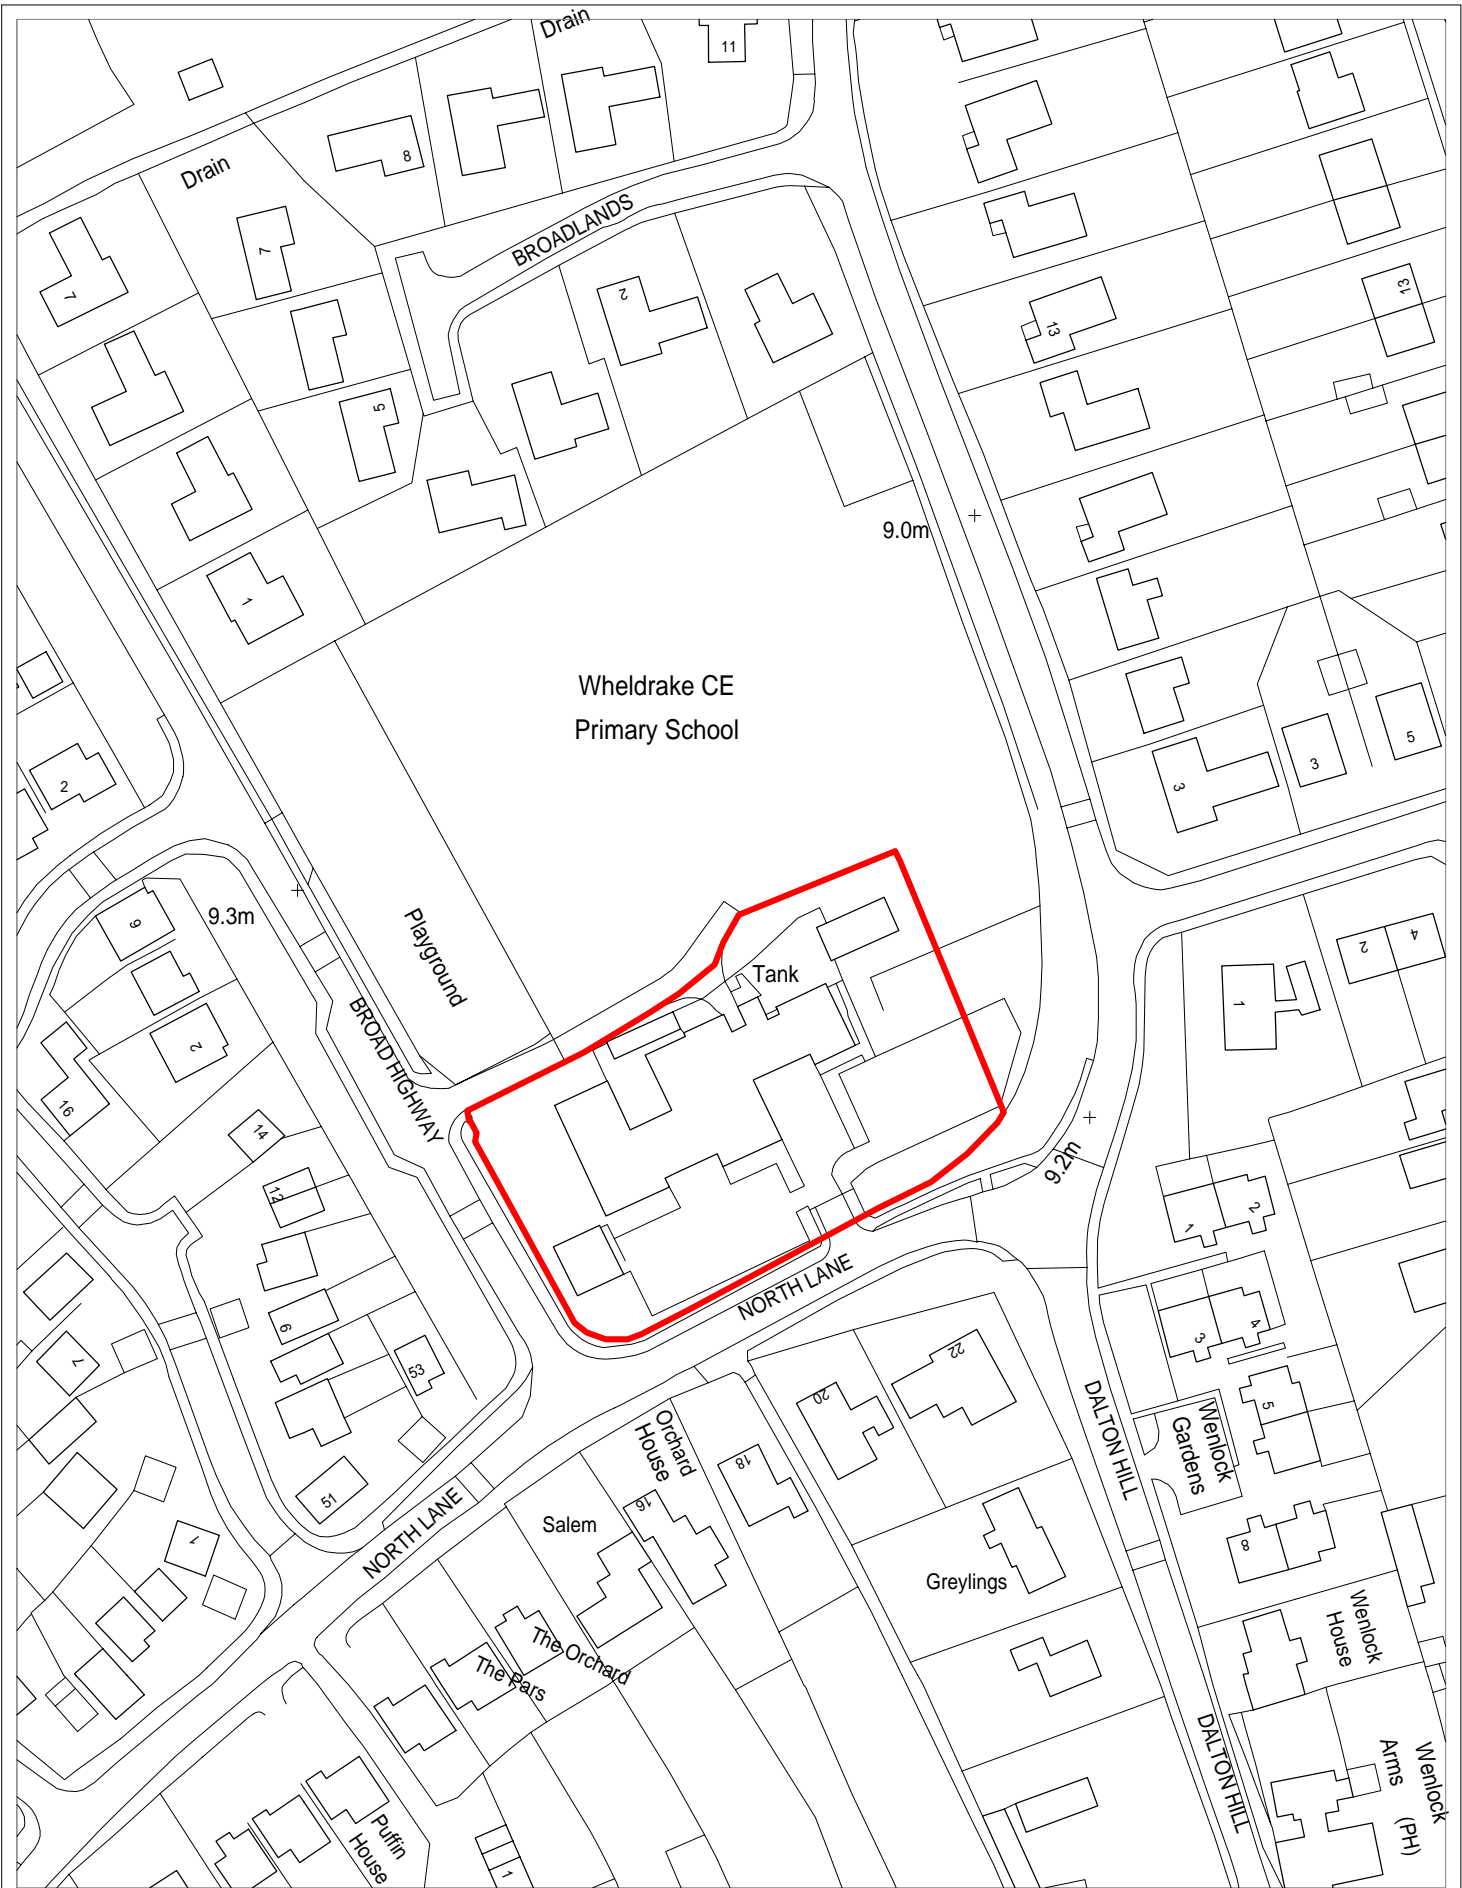 Drain
11
8
Drain
BROADLANDS
7
7
2
13
13
5
9.0m
1
Wheldrake CE
Primary School
2
3
3
5
9
9.3m
Playground
Tank
2
4
1
2
BROAD HIGHWAY
16
14
9.2m
12
1
2
NORTH LANE
6
3
4
7
53
22
20
5
DALTON HILL
Wenlock
Gardens
Orchard
House
18
51
16
NORTH LANE
Salem
1
8
Greylings
Wenlock
House
The Orchard
The Pars
DALTON HILL
Wenlock
Arms (PH)
Puffin
House
1